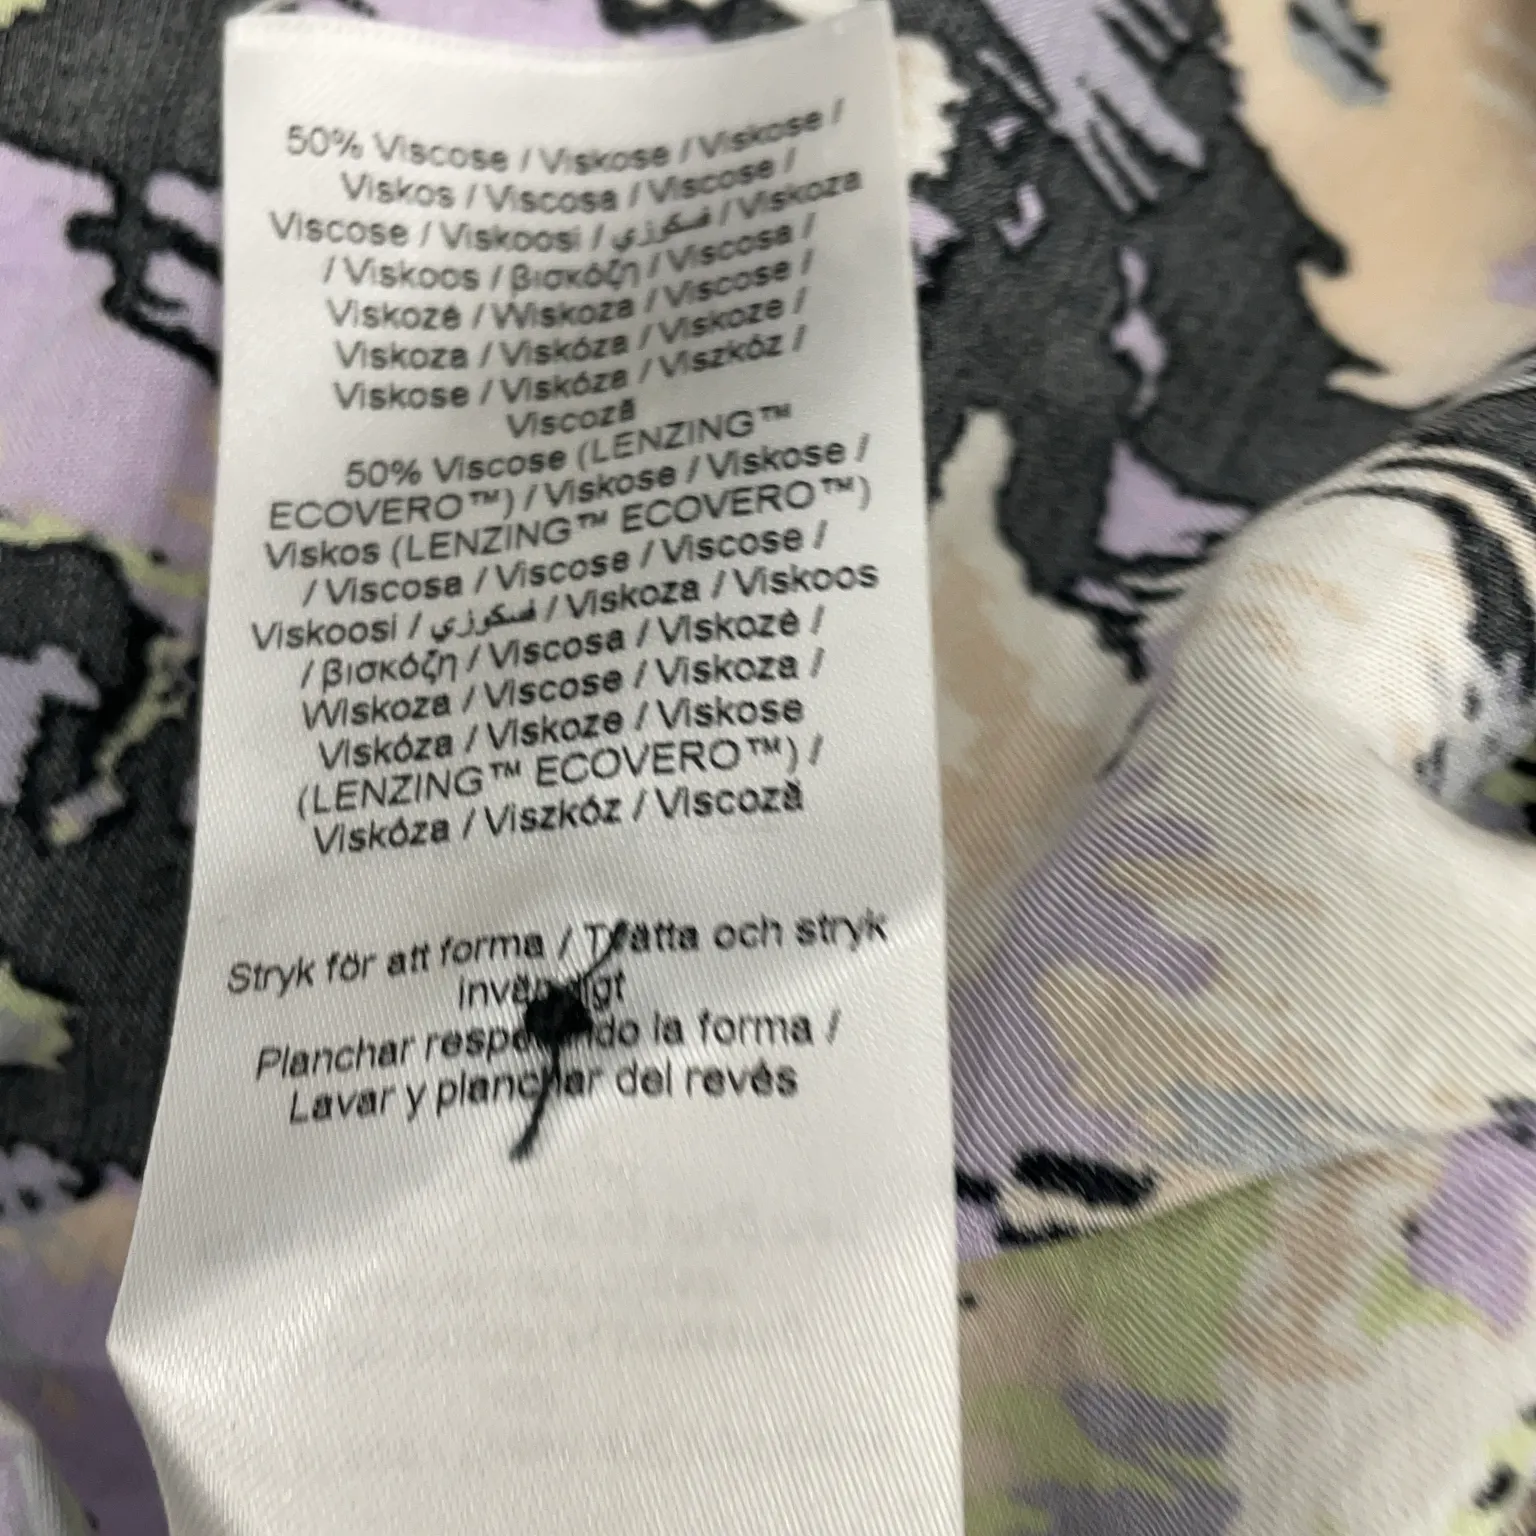 50% Viscose / Viskose / Viskose /
Viskos / Viscosa / Viscose /
Viscose / Viskoosi / فسكوزي / Viskoza
/ Viskoos / βισκόζη / Viscosa /
Viskozė / Wiskoza / Viscose /
Viskoza / Viskóza / Viskoze /
Viskose / Viskóza / Viszkóz /
Viscoză
50% Viscose (LENZING™
ECOVERO™) / Viskose / Viskose /
Viskos (LENZING™ ECOVERO™)
/ Viscosa / Viscose / Viscose /
Viskoosi / فسكوزي / Viskoza / Viskoos
/ βισκόζη / Viscosa / Viskozė /
Wiskoza / Viscose / Viskoza /
Viskóza / Viskoze / Viskose
(LENZING™ ECOVERO™) /
Viskóza / Viszkóz / Viscoză
Stryk för att forma / Tvätta och stryk
invändigt
Planchar respetando la forma /
Lavar y planchar del revés